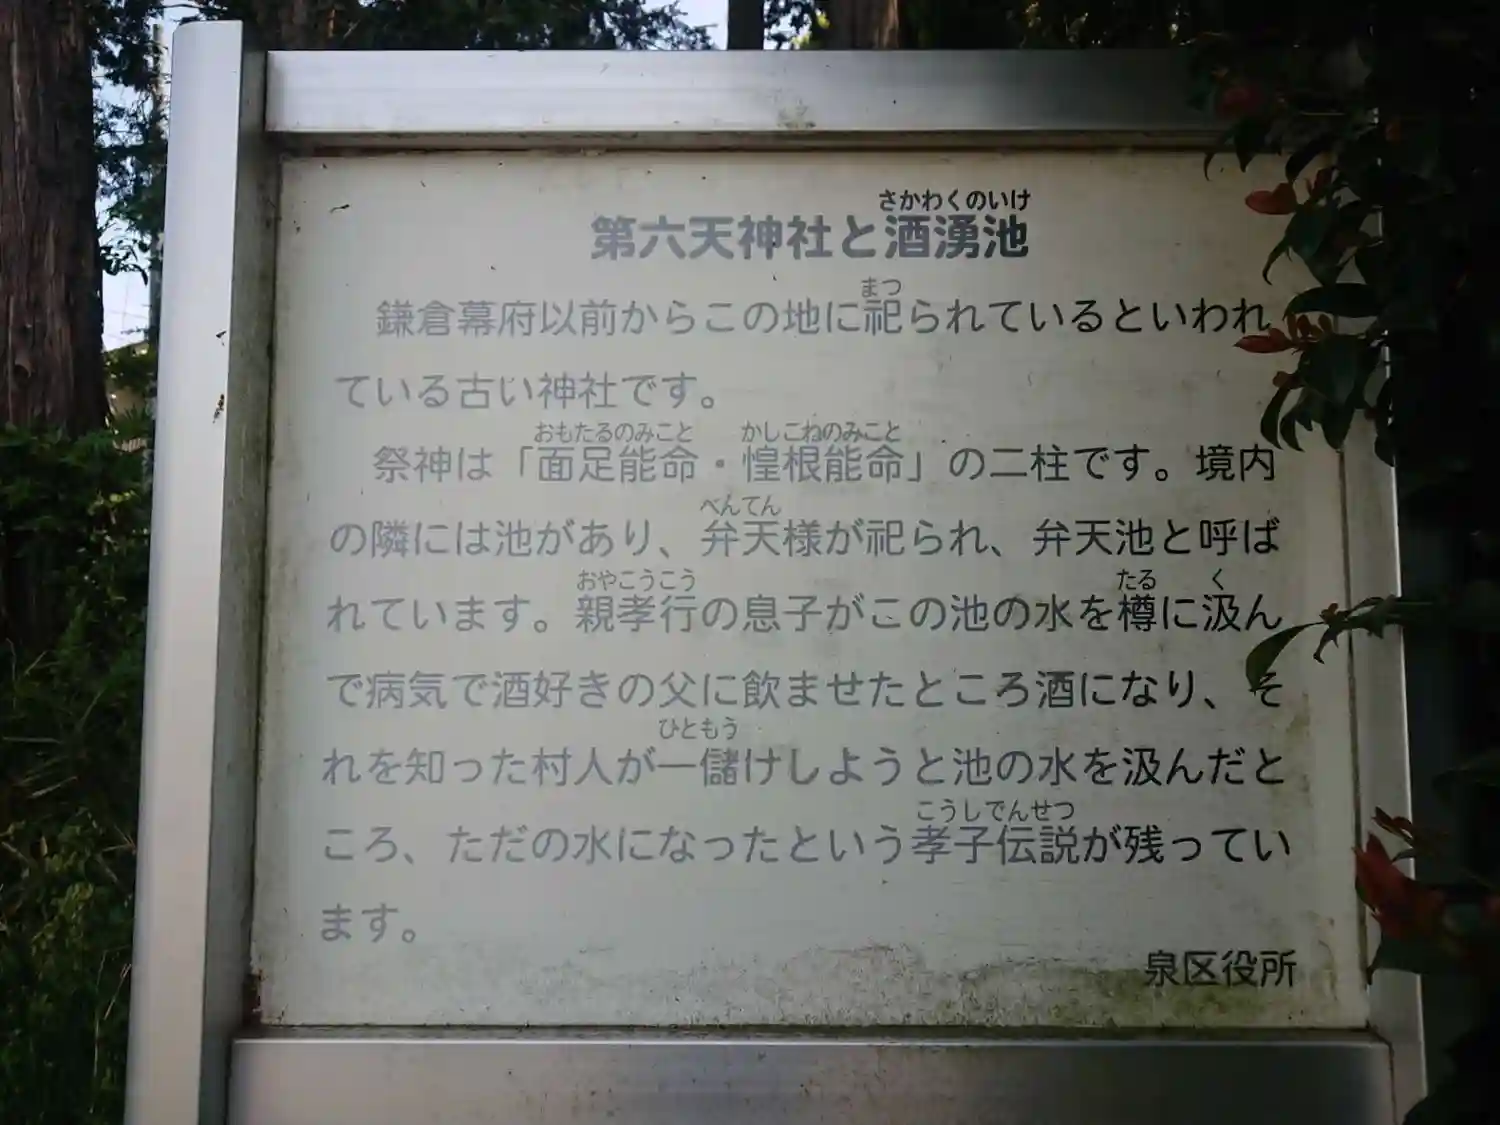 さかわくのいけ
第六天神社と酒湧池
まつ
鎌倉幕府以前からこの地に祀られているといわれ
ている古い神社です。
おもたるのみこと かしこねのみこと
祭神は「面足能命・惶根能命」の二柱です。境内
べんてん
の隣には池があり、弁天様が祀られ、弁天池と呼ば
おやこうこう たる く
れています。親孝行の息子がこの池の水を樽に汲ん
で病気で酒好きの父に飲ませたところ酒になり、そ
ひともう
れを知った村人が一儲けしようと池の水を汲んだと
こうしでんせつ
ころ、ただの水になったという孝子伝説が残ってい
ます。
泉区役所